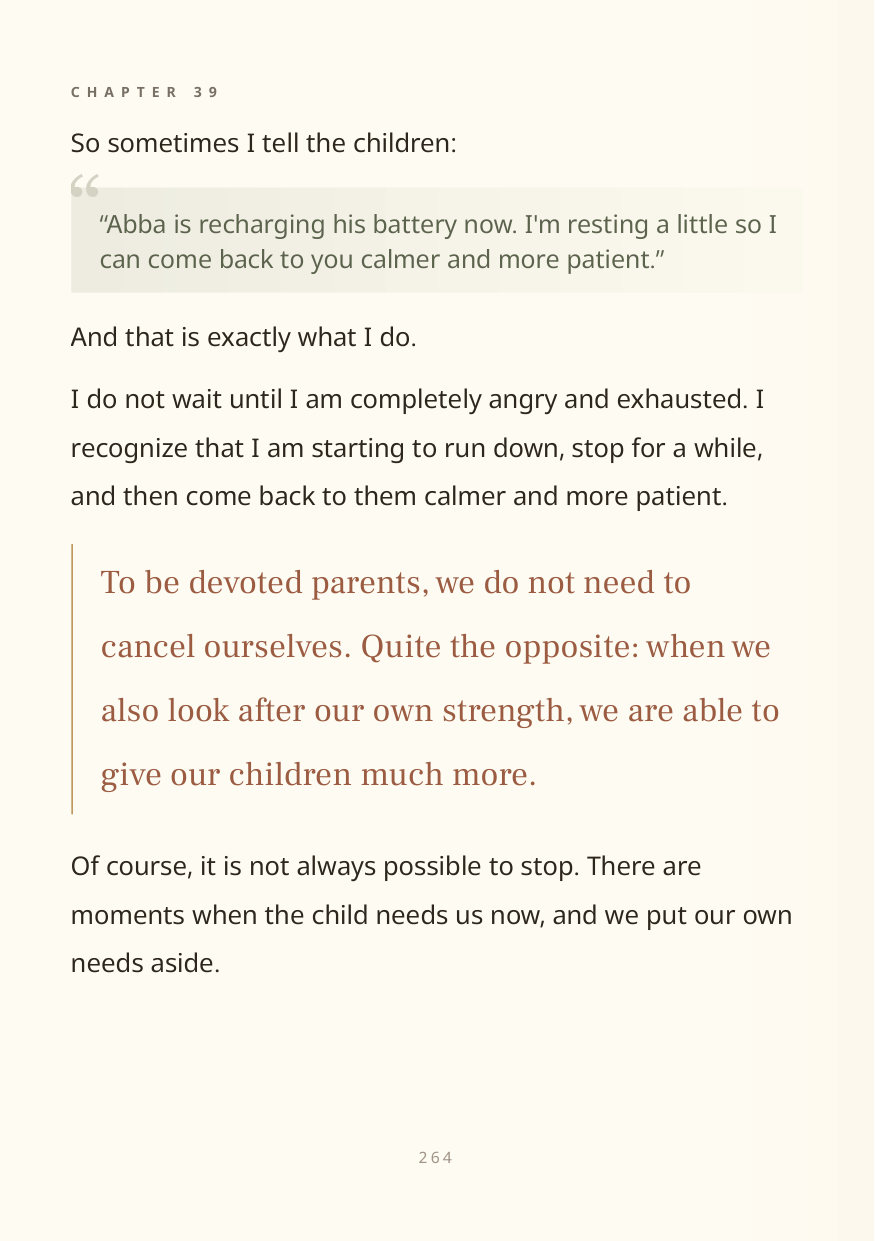 CHAPTER 39
So sometimes I tell the children:
“
“Abba is recharging his battery now. I'm resting a little so I
can come back to you calmer and more patient.”
And that is exactly what I do.
I do not wait until I am completely angry and exhausted. I
recognize that I am starting to run down, stop for a while,
and then come back to them calmer and more patient.
To be devoted parents, we do not need to
cancel ourselves. Quite the opposite: when we
also look after our own strength, we are able to
give our children much more.
Of course, it is not always possible to stop. There are
moments when the child needs us now, and we put our own
needs aside.
264